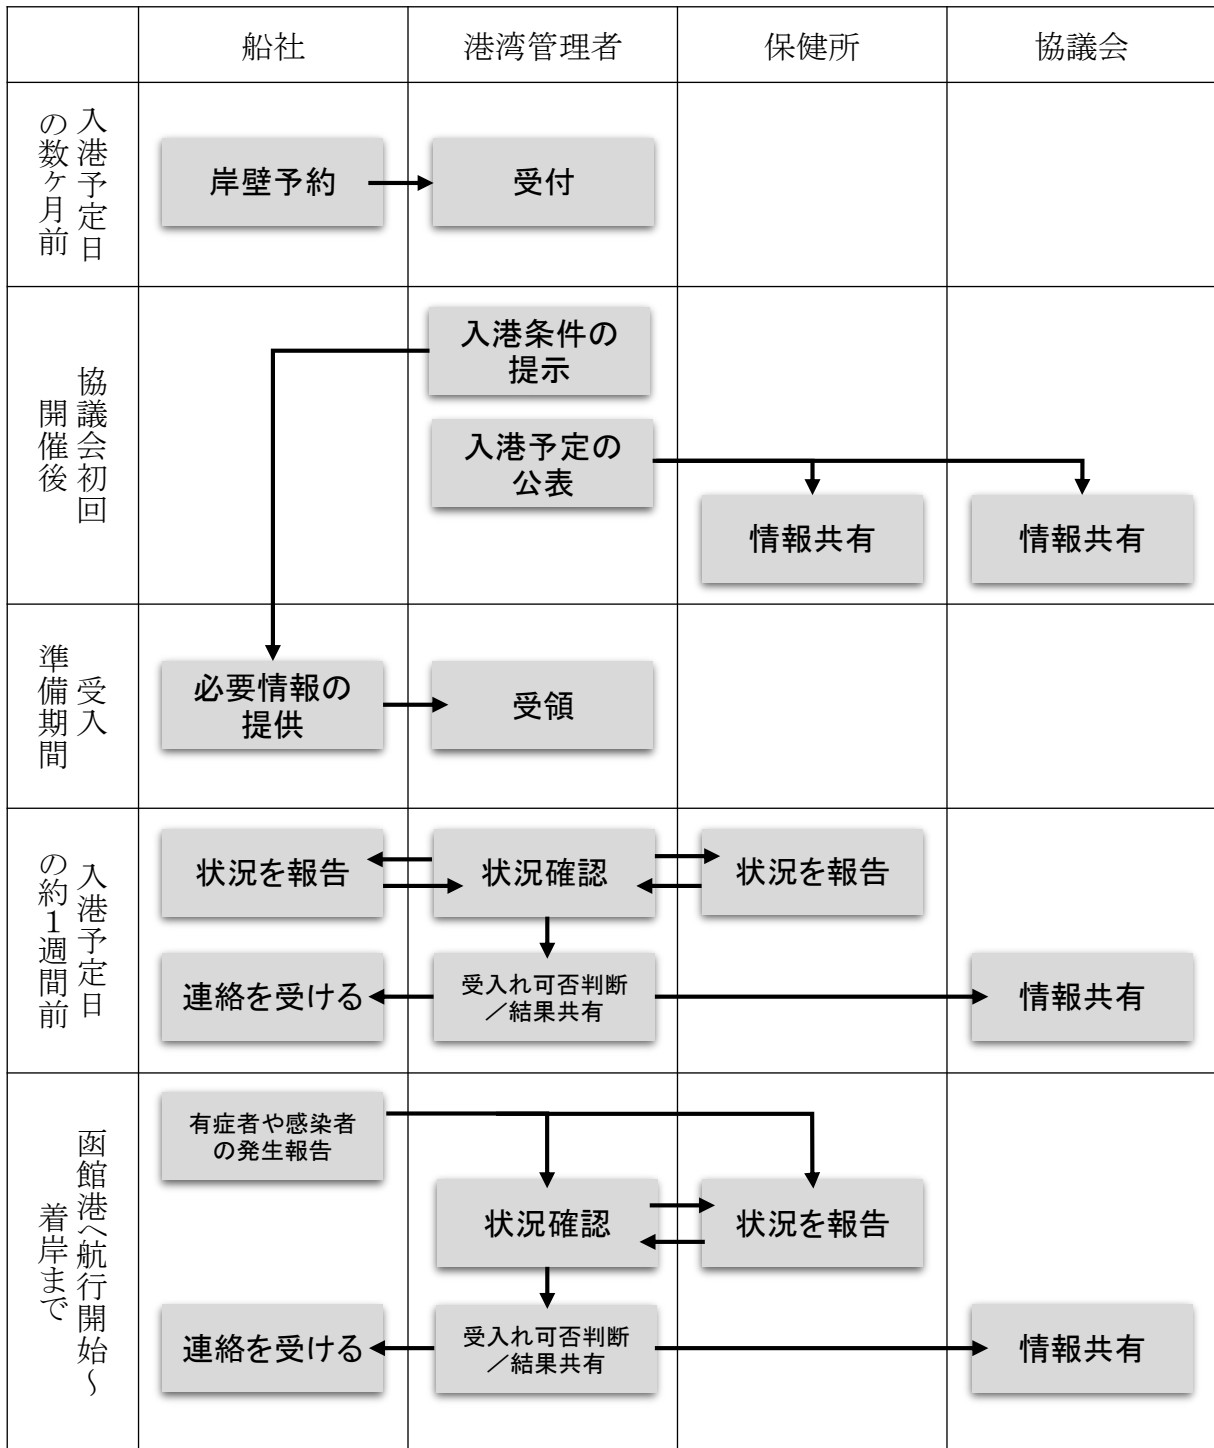 船社
港湾管理者
保健所
協議会
入港予定日
の数ケ月前
岸壁予約
受付
協議会初回
開催後
入港条件の
提示
入港予定の
公表
情報共有
情報共有
受入
準備期間
必要情報の
提供
受領
入港予定日
の約１週間前
状況を報告
状況確認
状況を報告
連絡を受ける
受入れ可否判断
／結果共有
情報共有
函館港へ航行開始～
着岸まで
有症者や感染者
の発生報告
状況確認
状況を報告
連絡を受ける
受入れ可否判断
／結果共有
情報共有